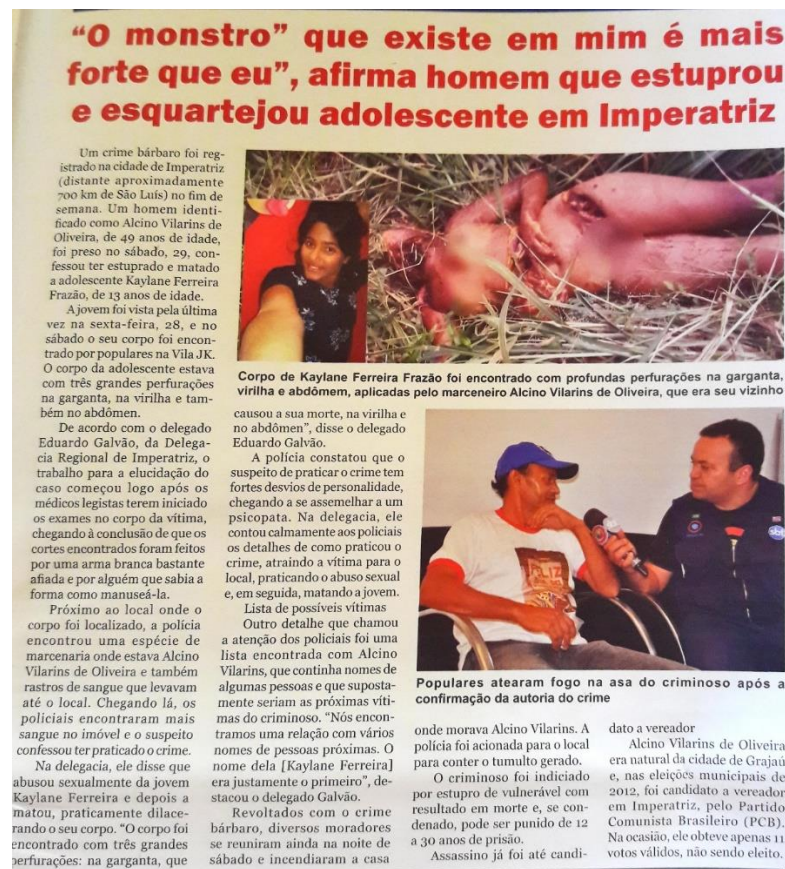 “O monstro” que existe em mim é mais
forte que eu”, afirma homem que estuprou
e esquartejou adolescente em Imperatriz
Um crime bárbaro foi reg-
istrado na cidade de Imperatriz
(distante aproximadamente
700 km de São Luís) no fim de
semana. Um homem identi-
ficado como Alcino Vilarins de
Oliveira, de 49 anos de idade,
foi preso no sábado, 29, con-
fessou ter estuprado e matado
a adolescente Kaylane Ferreira
Frazão, de 13 anos de idade.
A jovem foi vista pela última
vez na sexta-feira, 28, e no
sábado o seu corpo foi encon-
trado por populares na Vila JK.
O corpo da adolescente estava
com três grandes perfurações
na garganta, na virilha e tam-
bém no abdômen.
De acordo com o delegado
Eduardo Galvão, da Delega-
cia Regional de Imperatriz, o
trabalho para a elucidação do
caso começou logo após os
médicos legistas terem iniciado
os exames no corpo da vítima,
chegando à conclusão de que os
cortes encontrados foram feitos
por uma arma branca bastante
afiada e por alguém que sabia a
forma como manuseá-la.
Próximo ao local onde o
corpo foi localizado, a polícia
encontrou uma espécie de
marcenaria onde estava Alcino
Vilarins de Oliveira e também
rastros de sangue que levavam
até o local. Chegando lá, os
policiais encontraram mais
sangue no imóvel e o suspeito
confessou ter praticado o crime.
Na delegacia, ele disse que
abusou sexualmente da jovem
Kaylane Ferreira e depois a
matou, praticamente dilace-
rando o seu corpo. “O corpo foi
encontrado com três grandes
perfurações: na garganta, que
Corpo de Kaylane Ferreira Frazão foi encontrado com profundas perfurações na garganta,
virilha e abdômem, aplicadas pelo marceneiro Alcino Vilarins de Oliveira, que era seu vizinho
causou a sua morte, na virilha e
no abdômen”, disse o delegado
Eduardo Galvão.
A polícia constatou que o
suspeito de praticar o crime tem
fortes desvios de personalidade,
chegando a se assemelhar a um
psicopata. Na delegacia, ele
contou calmamente aos policiais
os detalhes de como praticou o
crime, atraindo a vítima para o
local, praticando o abuso sexual
e, em seguida, matando a jovem.
Lista de possíveis vítimas
Outro detalhe que chamou
a atenção dos policiais foi uma
lista encontrada com Alcino
Vilarins, que continha nomes de
algumas pessoas e que suposta-
mente seriam as próximas víti-
mas do criminoso. “Nós encon-
tramos uma relação com vários
nomes de pessoas próximas. O
nome dela [Kaylane Ferreira]
era justamente o primeiro”, de-
stacou o delegado Galvão.
Revoltados com o crime
bárbaro, diversos moradores
se reuniram ainda na noite de
sábado e incendiaram a casa
FELIZ
sbt
Populares atearam fogo na asa do criminoso após a
confirmação da autoria do crime
onde morava Alcino Vilarins. A
polícia foi acionada para o local
para conter o tumulto gerado.
O criminoso foi indiciado
por estupro de vulnerável com
resultado em morte e, se con-
denado, pode ser punido de 12
a 30 anos de prisão.
Assassino já foi até candi-
dato a vereador
Alcino Vilarins de Oliveira
era natural da cidade de Grajaú
e, nas eleições municipais de
2012, foi candidato a vereador
em Imperatriz, pelo Partido
Comunista Brasileiro (PCB).
Na ocasião, ele obteve apenas 11
votos válidos, não sendo eleito.